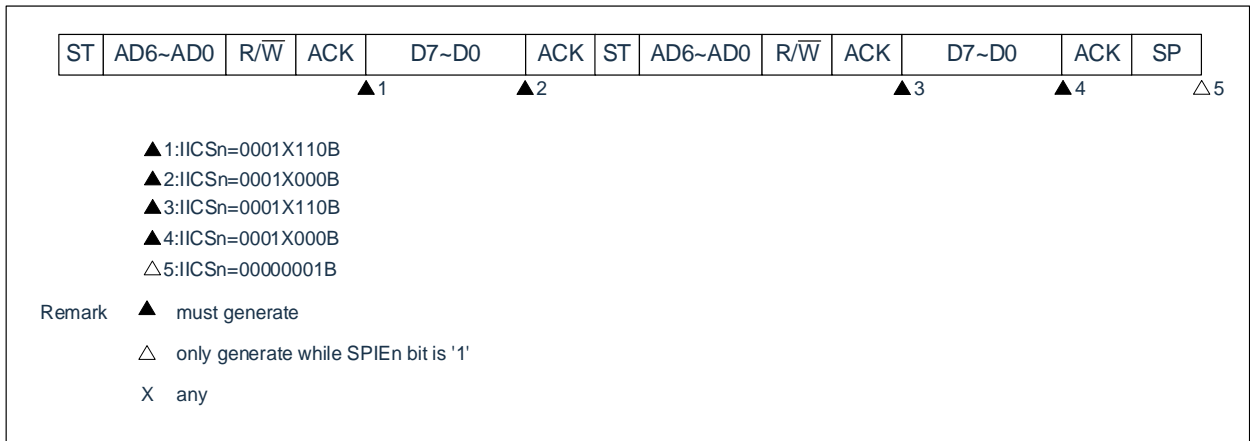 ST AD6~AD0 R/W̅ ACK D7~D0 ACK ST AD6~AD0 R/W̅ ACK D7~D0 ACK SP
▲1 ▲2 ▲3 ▲4 △5
▲1:IICSn=0001X110B
▲2:IICSn=0001X000B
▲3:IICSn=0001X110B
▲4:IICSn=0001X000B
△5:IICSn=00000001B
Remark ▲ must generate
△ only generate while SPIEn bit is '1'
X any